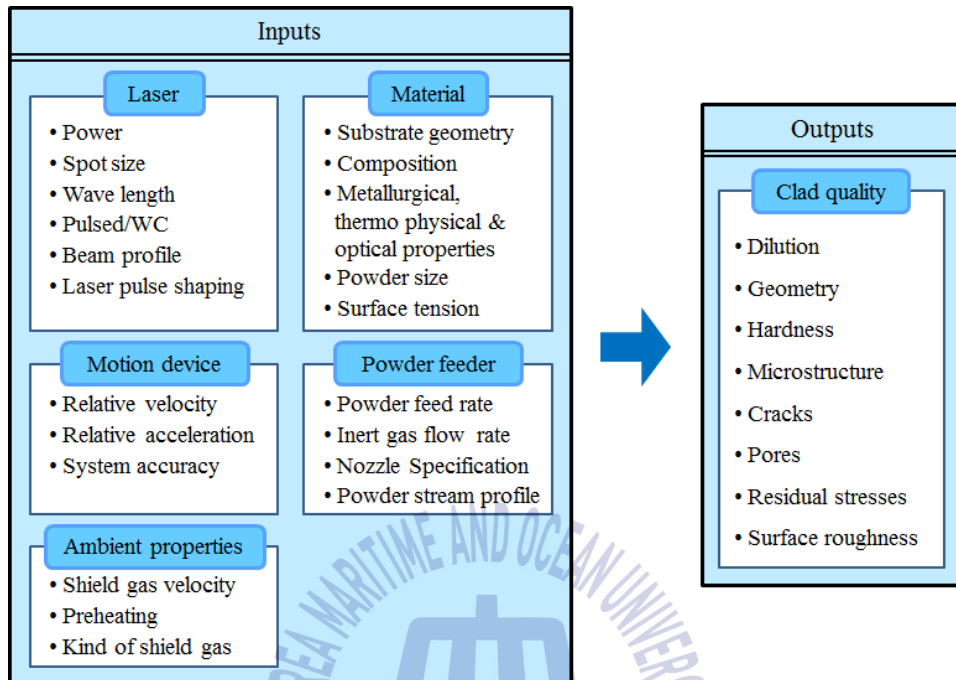 Inputs
Laser
• Power
• Spot size
• Wave length
• Pulsed/WC
• Beam profile
• Laser pulse shaping
Material
• Substrate geometry
• Composition
• Metallurgical,
thermo physical &
optical properties
• Powder size
• Surface tension
Motion device
• Relative velocity
• Relative acceleration
• System accuracy
Powder feeder
• Powder feed rate
• Inert gas flow rate
• Nozzle Specification
• Powder stream profile
Ambient properties
• Shield gas velocity
• Preheating
• Kind of shield gas
Outputs
Clad quality
• Dilution
• Geometry
• Hardness
• Microstructure
• Cracks
• Pores
• Residual stresses
• Surface roughness
MARITIME AND OCEAN